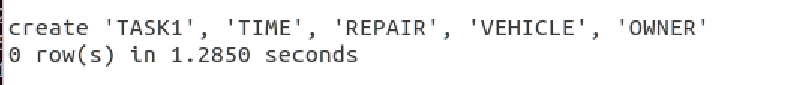 create 'TASK1', 'TIME', 'REPAIR', 'VEHICLE', 'OWNER'
0 row(s) in 1.2850 seconds